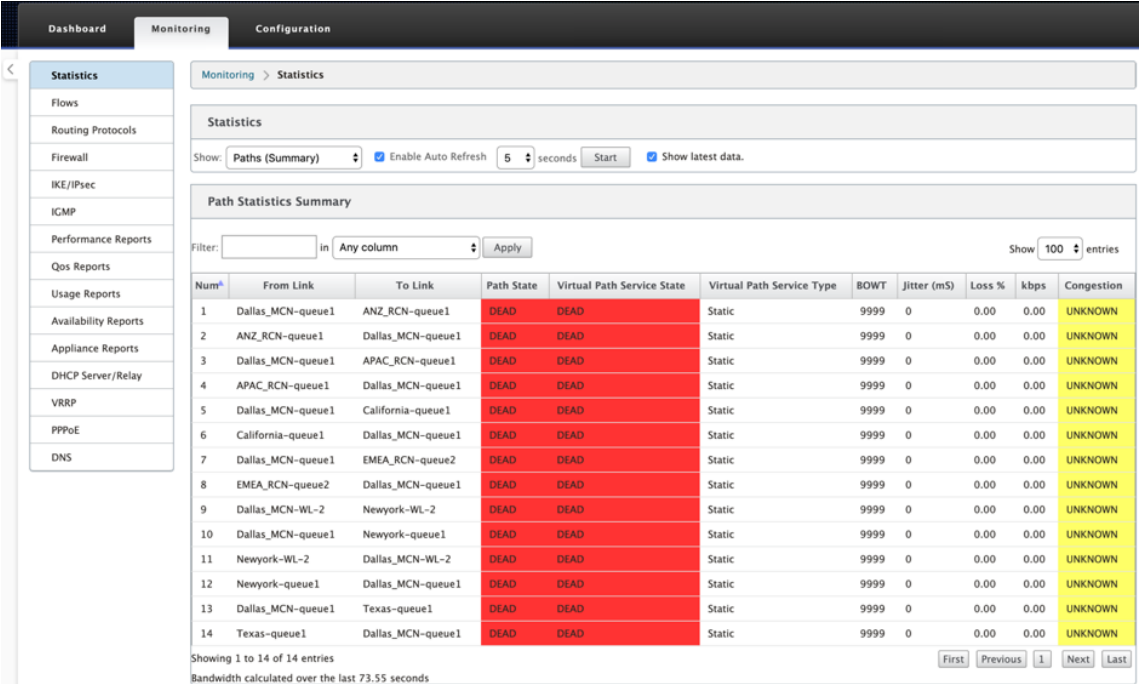 Dashboard Monitoring Configuration
Statistics
Flows
Routing Protocols
Firewall
IKE/IPsec
IGMP
Performance Reports
Qos Reports
Usage Reports
Availability Reports
Appliance Reports
DHCP Server/Relay
VRRP
PPPoE
DNS
Monitoring > Statistics
Statistics
Show: Paths (Summary) Enable Auto Refresh 5 seconds Start Show latest data.
Path Statistics Summary
Filter: in Any column Apply Show 100 entries
Num From Link To Link Path State Virtual Path Service State Virtual Path Service Type BOWT Jitter (mS) Loss % kbps Congestion
1 Dallas_MCN-queue1 ANZ_RCN-queue1 DEAD DEAD Static 9999 0 0.00 0.00 UNKNOWN
2 ANZ_RCN-queue1 Dallas_MCN-queue1 DEAD DEAD Static 9999 0 0.00 0.00 UNKNOWN
3 Dallas_MCN-queue1 APAC_RCN-queue1 DEAD DEAD Static 9999 0 0.00 0.00 UNKNOWN
4 APAC_RCN-queue1 Dallas_MCN-queue1 DEAD DEAD Static 9999 0 0.00 0.00 UNKNOWN
5 Dallas_MCN-queue1 California-queue1 DEAD DEAD Static 9999 0 0.00 0.00 UNKNOWN
6 California-queue1 Dallas_MCN-queue1 DEAD DEAD Static 9999 0 0.00 0.00 UNKNOWN
7 Dallas_MCN-queue1 EMEA_RCN-queue2 DEAD DEAD Static 9999 0 0.00 0.00 UNKNOWN
8 EMEA_RCN-queue2 Dallas_MCN-queue1 DEAD DEAD Static 9999 0 0.00 0.00 UNKNOWN
9 Dallas_MCN-WL-2 Newyork-WL-2 DEAD DEAD Static 9999 0 0.00 0.00 UNKNOWN
10 Dallas_MCN-queue1 Newyork-queue1 DEAD DEAD Static 9999 0 0.00 0.00 UNKNOWN
11 Newyork-WL-2 Dallas_MCN-WL-2 DEAD DEAD Static 9999 0 0.00 0.00 UNKNOWN
12 Newyork-queue1 Dallas_MCN-queue1 DEAD DEAD Static 9999 0 0.00 0.00 UNKNOWN
13 Dallas_MCN-queue1 Texas-queue1 DEAD DEAD Static 9999 0 0.00 0.00 UNKNOWN
14 Texas-queue1 Dallas_MCN-queue1 DEAD DEAD Static 9999 0 0.00 0.00 UNKNOWN
Showing 1 to 14 of 14 entries First Previous 1 Next Last
Bandwidth calculated over the last 73.55 seconds